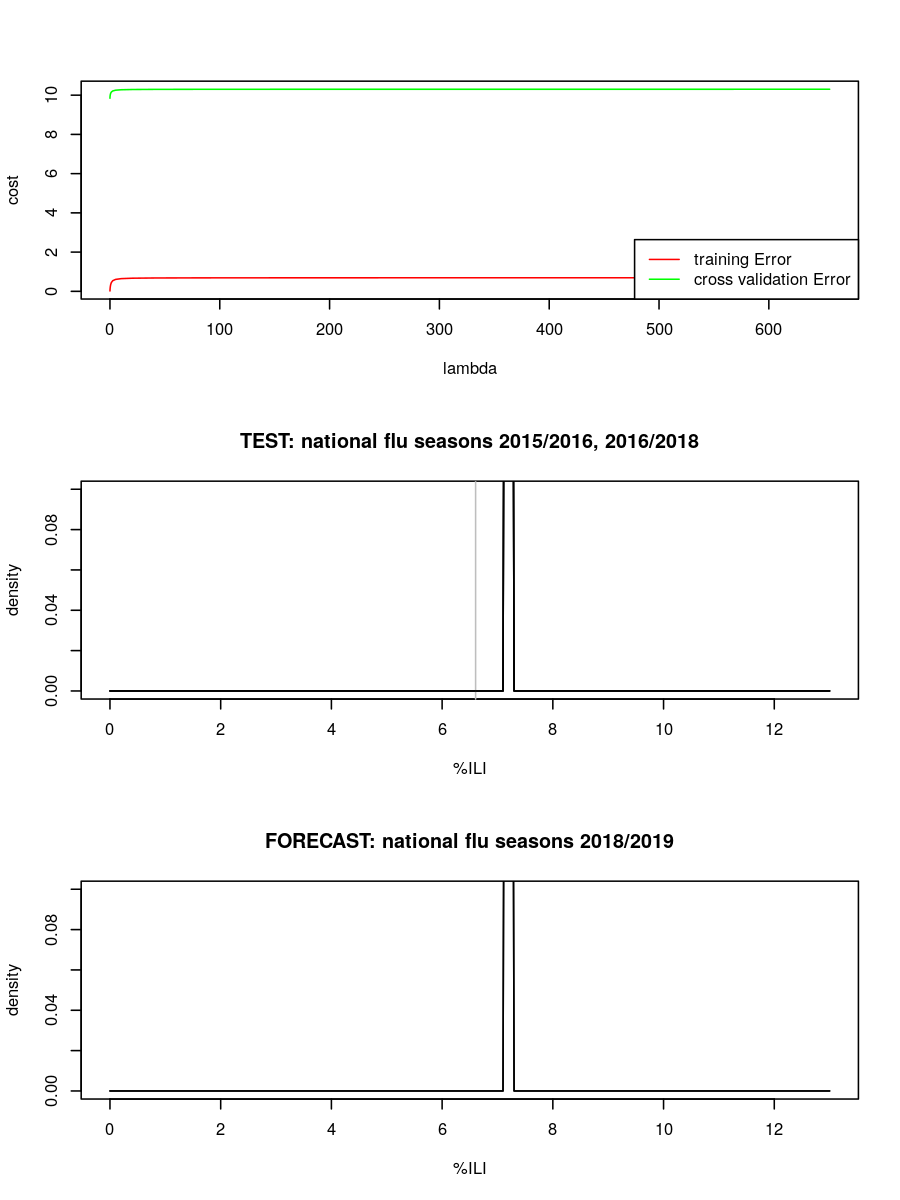 10
8
6
4
2
0
cost
training Error
cross validation Error
0 100 200 300 400 500 600
lambda
TEST: national flu seasons 2015/2016, 2016/2018
0.08
0.04
0.00
density
0 2 4 6 8 10 12
%ILI
FORECAST: national flu seasons 2018/2019
0.08
0.04
0.00
density
0 2 4 6 8 10 12
%ILI